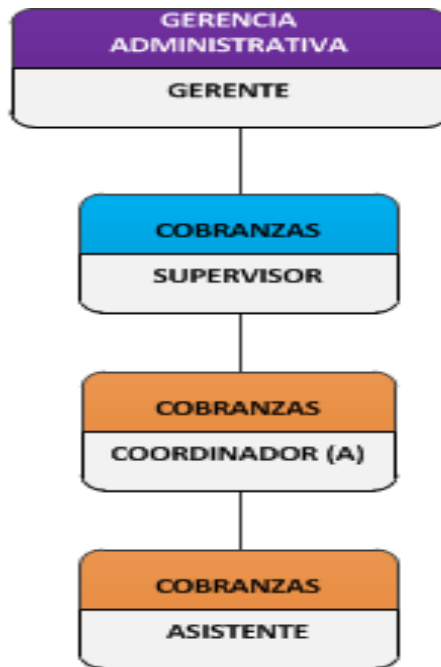 GERENCIA
ADMINISTRATIVA
GERENTE
COBRANZAS
SUPERVISOR
COBRANZAS
COORDINADOR (A)
COBRANZAS
ASISTENTE